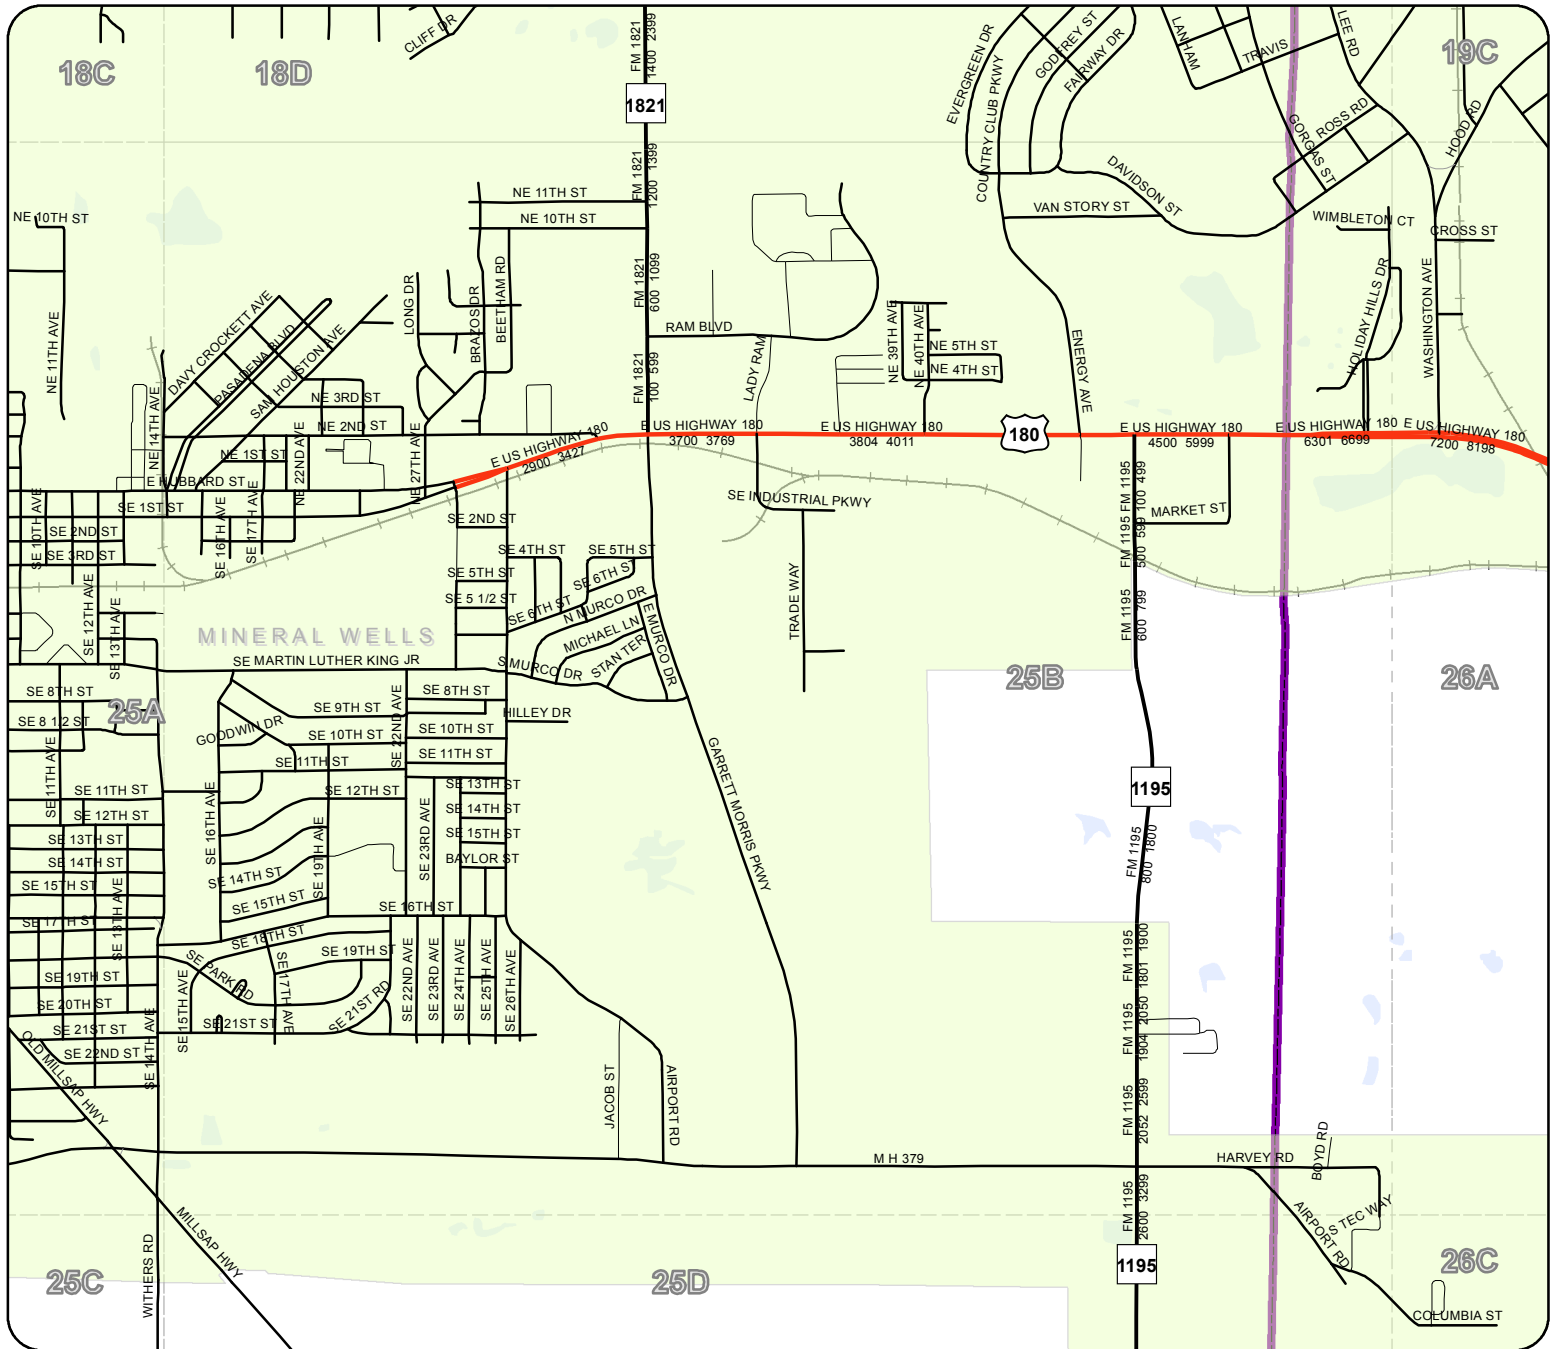 18C
18D
CLIFF DR
FM 1821
1400 2399
1821
EVERGREEN DR
COUNTRY CLUB PKWY
GODFREY ST
FAIRWAY DR
LANHAM
TRAVIS
LEE RD
19C
ROSS RD
GORGAS ST
HOOD RD
NE 10TH ST
NE 11TH ST
NE 10TH ST
FM 1821
1200 1399
DAVIDSON ST
VAN STORY ST
WIMBLETON CT
CROSS ST
NE 11TH AVE
DAVY CROCKETT AVE
PASADENA BLVD
SAM HOUSTON AVE
LONG DR
BRAZOS DR
BEETHAM RD
FM 1821
600 1099
RAM BLVD
LADY RAM
NE 39TH AVE
NE 40TH AVE
NE 5TH ST
NE 4TH ST
ENERGY AVE
HOLIDAY HILLS DR
WASHINGTON AVE
FM 1821
100 599
NE 14TH AVE
NE 3RD ST
NE 2ND ST
NE 1ST ST
NE 22ND AVE
NE 27TH AVE
E HUBBARD ST
E US HIGHWAY 180
2900 3427
E US HIGHWAY 180
3700 3769
E US HIGHWAY 180
3804 4011
180
E US HIGHWAY 180
4500 5999
E US HIGHWAY 180
6301 6699
E US HIGHWAY 180
7200 8198
SE 1ST ST
SE 2ND ST
SE 3RD ST
SE 10TH AVE
SE 12TH AVE
SE 13TH AVE
SE 16TH AVE
SE 17TH AVE
SE 2ND ST
SE 4TH ST
SE 5TH ST
SE 5TH ST
SE 5 1/2 ST
SE 6TH ST
SE 6TH ST
N MURCO DR
MICHAEL LN
STAN TER
E MURCO DR
S MURCO DR
SE INDUSTRIAL PKWY
TRADE WAY
MARKET ST
FM 1195
100 499
FM 1195
500 599
FM 1195
600 799
MINERAL WELLS
SE MARTIN LUTHER KING JR
25A
25B
26A
SE 8TH ST
SE 8 1/2 ST
SE 11TH AVE
SE 11TH ST
SE 12TH ST
SE 13TH ST
SE 14TH ST
SE 15TH ST
SE 17TH ST
SE 13TH AVE
SE 19TH ST
SE 20TH ST
SE 21ST ST
SE 22ND ST
SE 14TH AVE
SE 15TH AVE
GOODWIN DR
SE 9TH ST
SE 10TH ST
SE 11TH ST
SE 12TH ST
SE 22ND AVE
SE 8TH ST
HILLEY DR
SE 10TH ST
SE 11TH ST
SE 13TH ST
SE 14TH ST
SE 15TH ST
BAYLOR ST
SE 16TH AVE
SE 19TH AVE
SE 23RD AVE
SE 14TH ST
SE 15TH ST
SE 16TH ST
SE 18TH ST
SE 19TH ST
SE PARK RD
SE 17TH AVE
SE 21ST ST
SE 21ST RD
SE 22ND AVE
SE 23RD AVE
SE 24TH AVE
SE 25TH AVE
SE 26TH AVE
GARRETT MORRIS PKWY
1195
FM 1195
800 1800
FM 1195
1801 1900
FM 1195
1904 2050
FM 1195
2052 2599
OLD MILLSAP HWY
JACOB ST
AIRPORT RD
M H 379
HARVEY RD
BOYD RD
FM 1195
2600 3299
AIRPORT RD
S TEC WAY
WITHERS RD
MILLSAP HWY
25C
25D
1195
26C
COLUMBIA ST